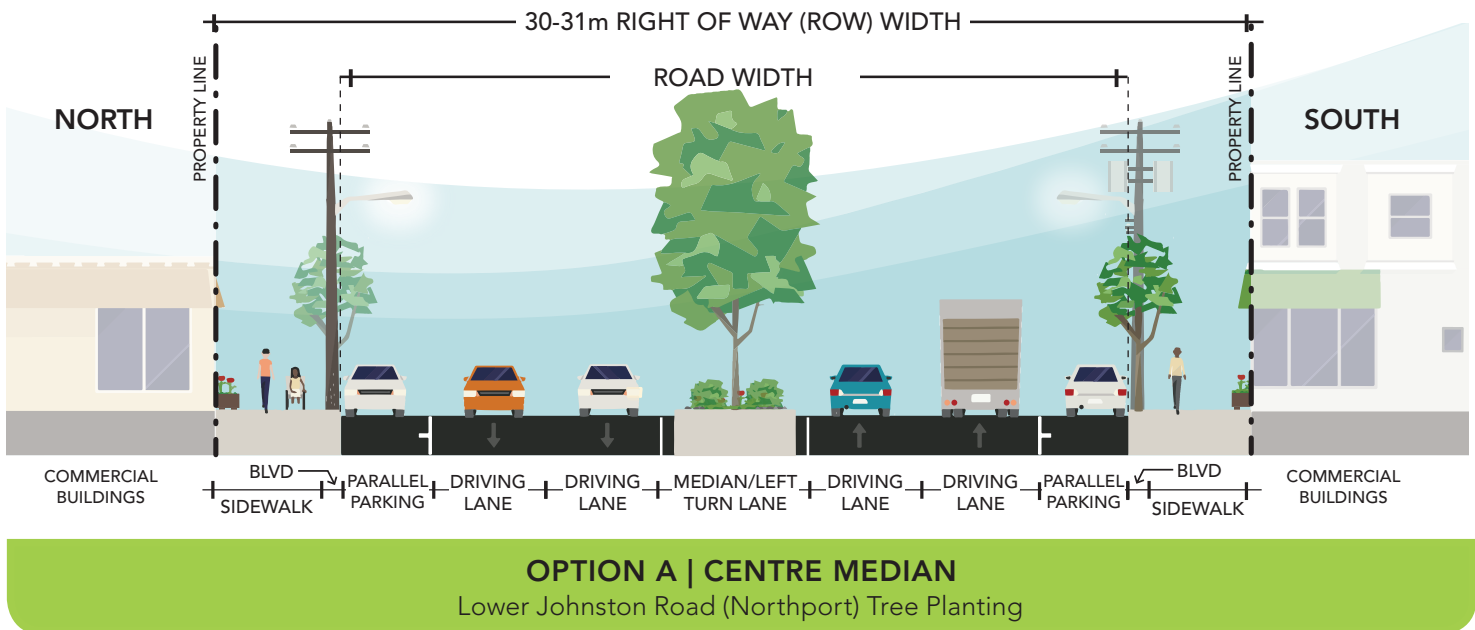 30-31m RIGHT OF WAY (ROW) WIDTH
ROAD WIDTH
NORTH
PROPERTY LINE
PROPERTY LINE
SOUTH
COMMERCIAL
BUILDINGS
BLVD
SIDEWALK
PARALLEL
PARKING
DRIVING
LANE
DRIVING
LANE
MEDIAN/LEFT
TURN LANE
DRIVING
LANE
DRIVING
LANE
PARALLEL
PARKING
BLVD
SIDEWALK
COMMERCIAL
BUILDINGS
OPTION A | CENTRE MEDIAN
Lower Johnston Road (Northport) Tree Planting